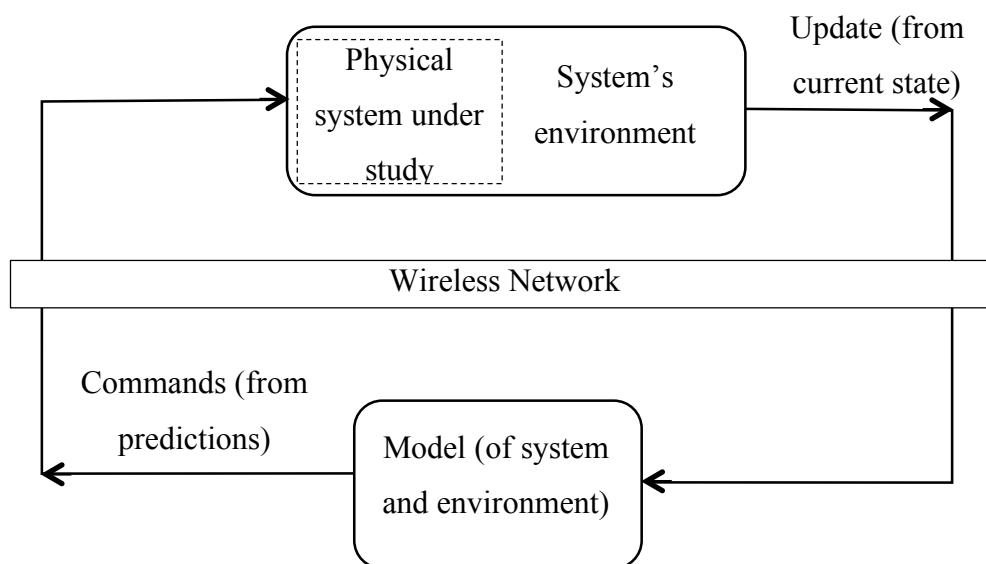 Physical
system under
study
System’s
environment
Update (from
current state)
Wireless Network
Commands (from
predictions)
Model (of system
and environment)